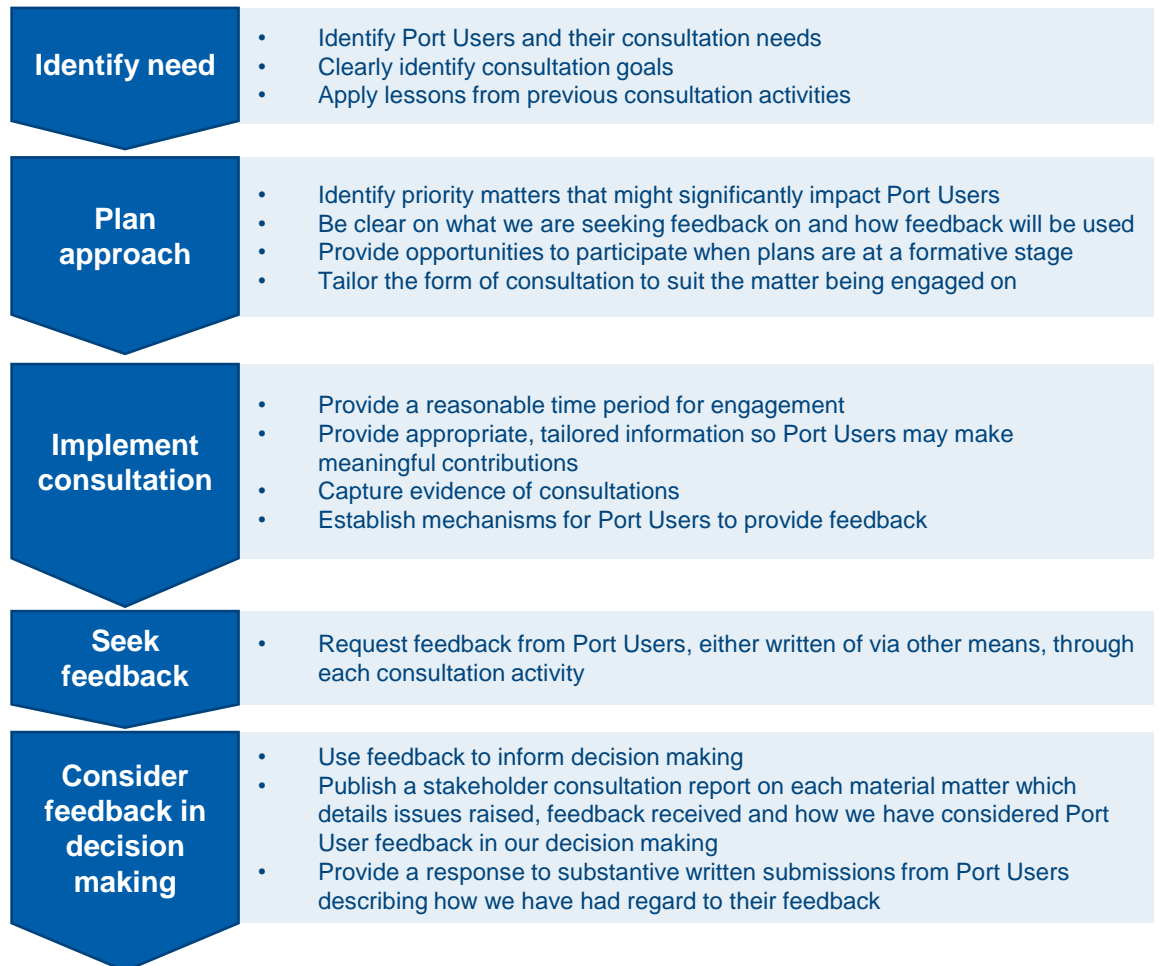 Identify need
• Identify Port Users and their consultation needs
• Clearly identify consultation goals
• Apply lessons from previous consultation activities
Plan
approach
• Identify priority matters that might significantly impact Port Users
• Be clear on what we are seeking feedback on and how feedback will be used
• Provide opportunities to participate when plans are at a formative stage
• Tailor the form of consultation to suit the matter being engaged on
Implement
consultation
• Provide a reasonable time period for engagement
• Provide appropriate, tailored information so Port Users may make
meaningful contributions
• Capture evidence of consultations
• Establish mechanisms for Port Users to provide feedback
Seek
feedback
• Request feedback from Port Users, either written of via other means, through
each consultation activity
Consider
feedback in
decision
making
• Use feedback to inform decision making
• Publish a stakeholder consultation report on each material matter which
details issues raised, feedback received and how we have considered Port
User feedback in our decision making
• Provide a response to substantive written submissions from Port Users
describing how we have had regard to their feedback